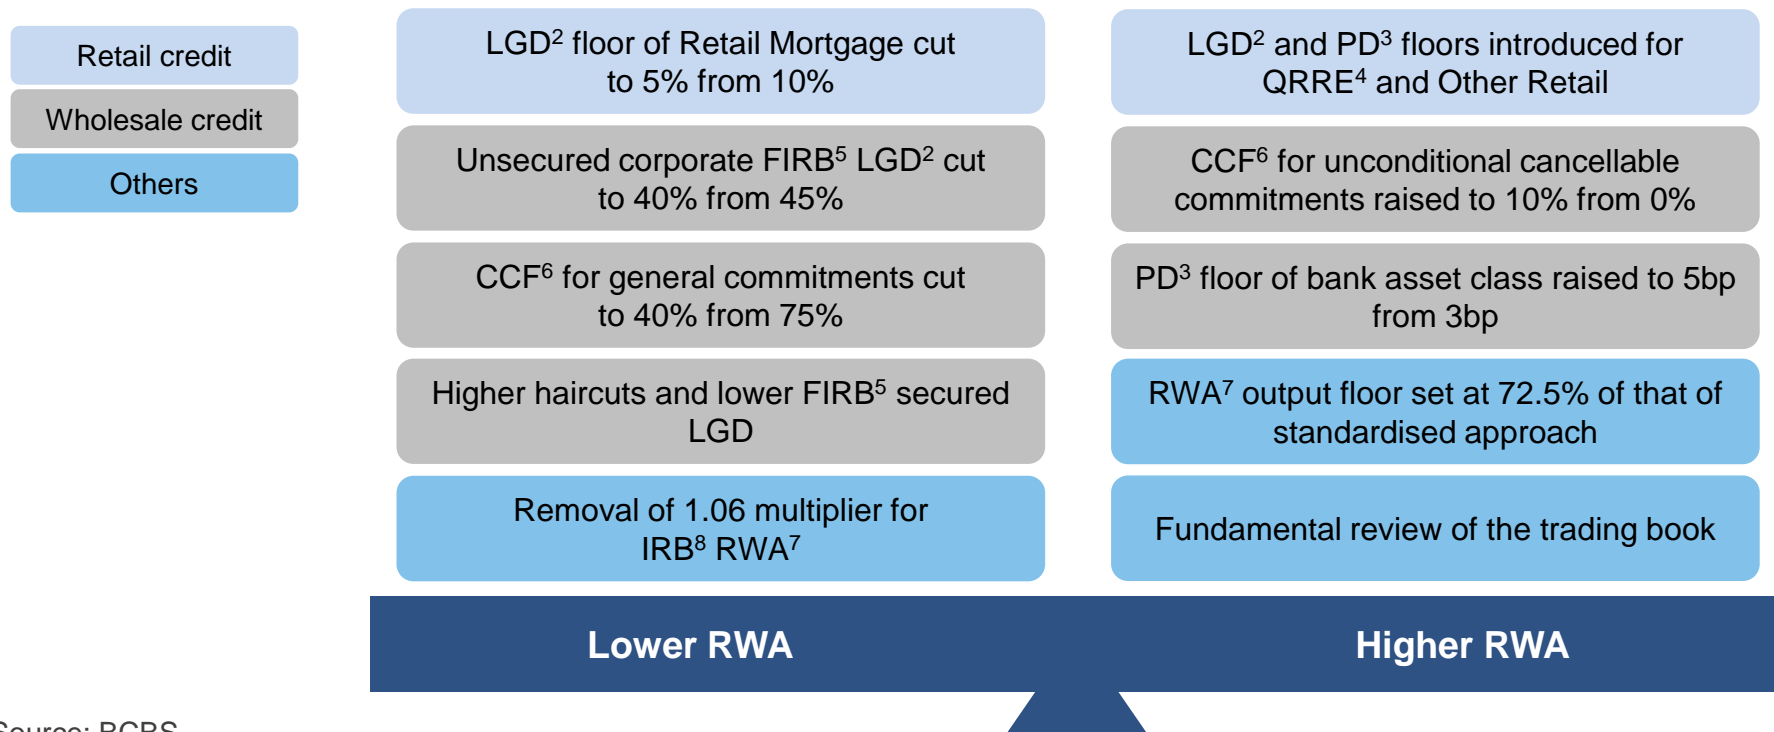 Retail credit
Wholesale credit
Others
LGD² floor of Retail Mortgage cut
to 5% from 10%
Unsecured corporate FIRB⁵ LGD² cut
to 40% from 45%
CCF⁶ for general commitments cut
to 40% from 75%
Higher haircuts and lower FIRB⁵ secured
LGD
Removal of 1.06 multiplier for
IRB⁸ RWA⁷
LGD² and PD³ floors introduced for
QRRE⁴ and Other Retail
CCF⁶ for unconditional cancellable
commitments raised to 10% from 0%
PD³ floor of bank asset class raised to 5bp
from 3bp
RWA⁷ output floor set at 72.5% of that of
standardised approach
Fundamental review of the trading book
Lower RWA
Higher RWA
Source: BCBS